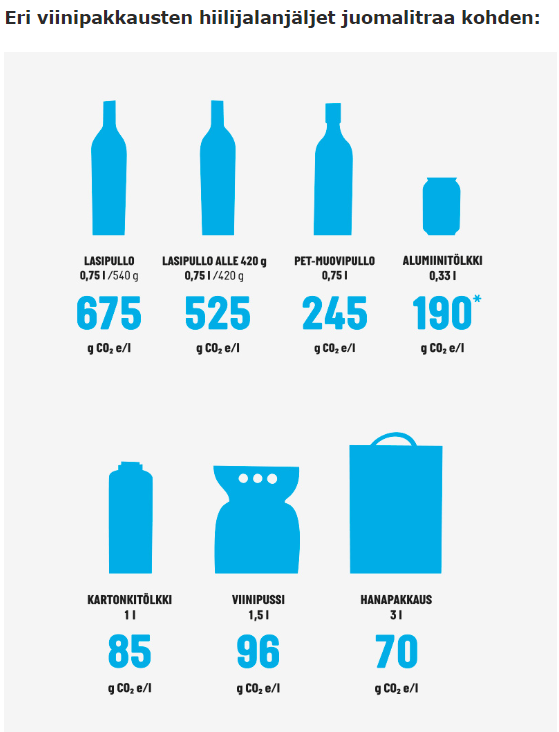 Eri viinipakkausten hiilijalanjäljet juomalitraa kohden:
LASIPULLO
0,75 l /540 g
675
g CO₂ e/l
LASIPULLO ALLE 420 g
0,75 l /420 g
525
g CO₂ e/l
PET-MUOVIPULLO
0,75 l
245
g CO₂ e/l
ALUMIINITÖLKKI
0,33 l
190*
g CO₂ e/l
KARTONKITÖLKKI
1 l
85
g CO₂ e/l
VIINIPUSSI
1,5 l
96
g CO₂ e/l
HANAPAKKAUS
3 l
70
g CO₂ e/l